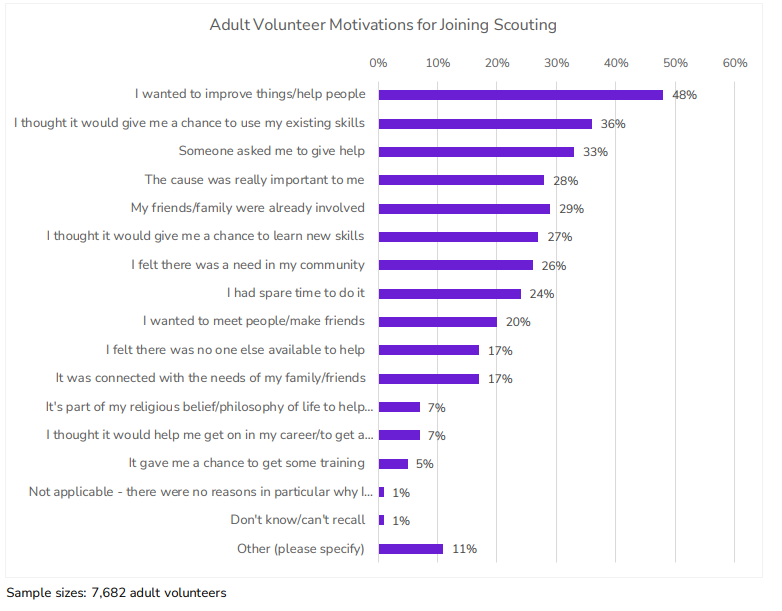 Adult Volunteer Motivations for Joining Scouting
0% 10% 20% 30% 40% 50% 60%
I wanted to improve things/help people 48%
I thought it would give me a chance to use my existing skills 36%
Someone asked me to give help 33%
The cause was really important to me 28%
My friends/family were already involved 29%
I thought it would give me a chance to learn new skills 27%
I felt there was a need in my community 26%
I had spare time to do it 24%
I wanted to meet people/make friends 20%
I felt there was no one else available to help 17%
It was connected with the needs of my family/friends 17%
It's part of my religious belief/philosophy of life to help... 7%
I thought it would help me get on in my career/to get a... 7%
It gave me a chance to get some training 5%
Not applicable - there were no reasons in particular why I... 1%
Don't know/can't recall 1%
Other (please specify) 11%
Sample sizes: 7,682 adult volunteers